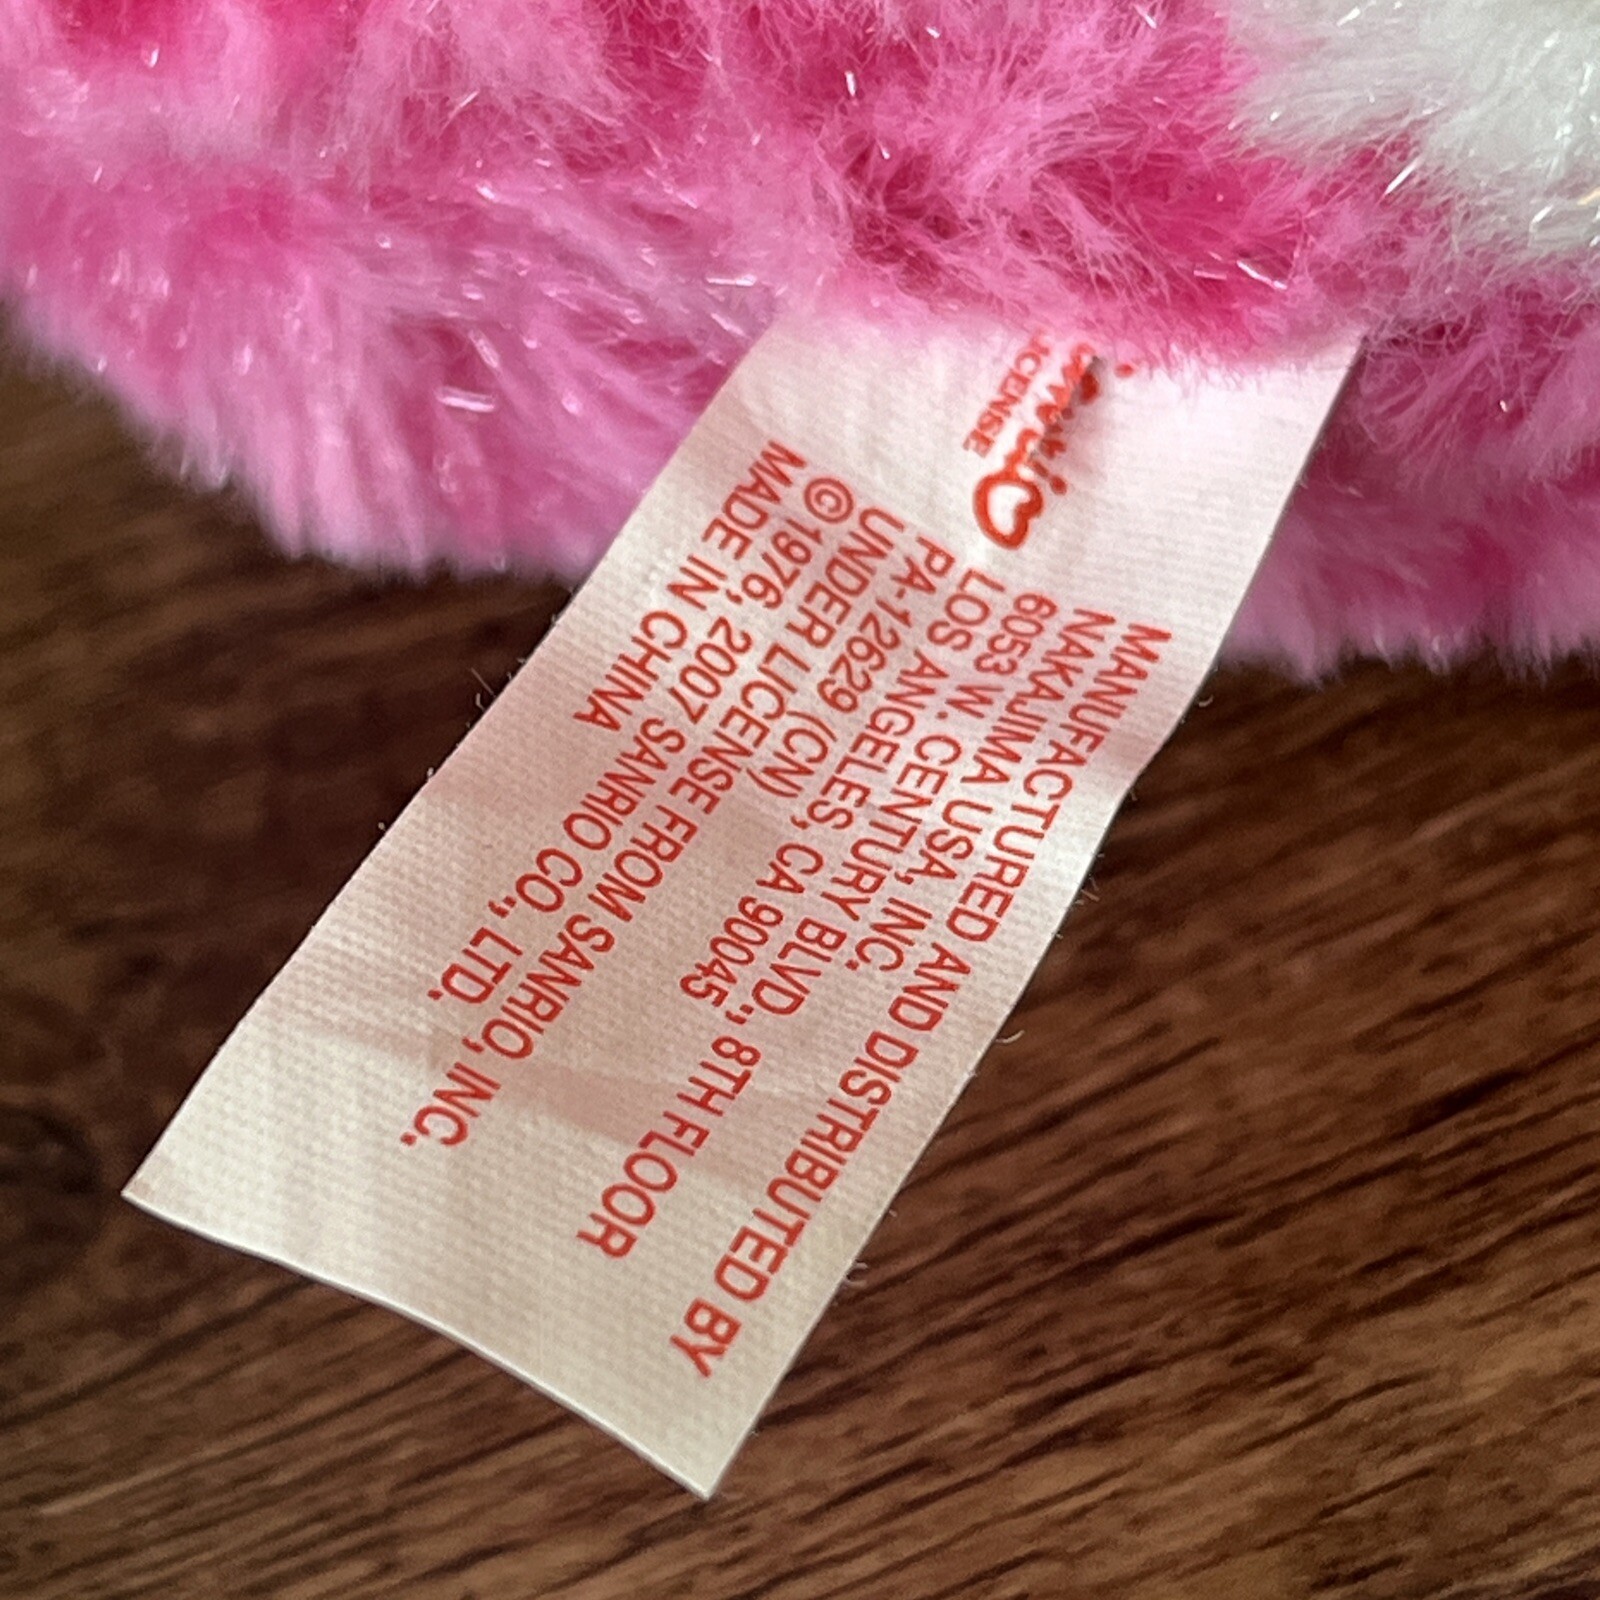 LICENSE
MANUFACTURED AND DISTRIBUTED BY
NAKAJIMA USA, INC.
6053 W. CENTURY BLVD., 8TH FLOOR
LOS ANGELES, CA 90045
PA-12629 (CN)
UNDER LICENSE FROM SANRIO, INC.
©1976, 2007 SANRIO CO., LTD.
MADE IN CHINA